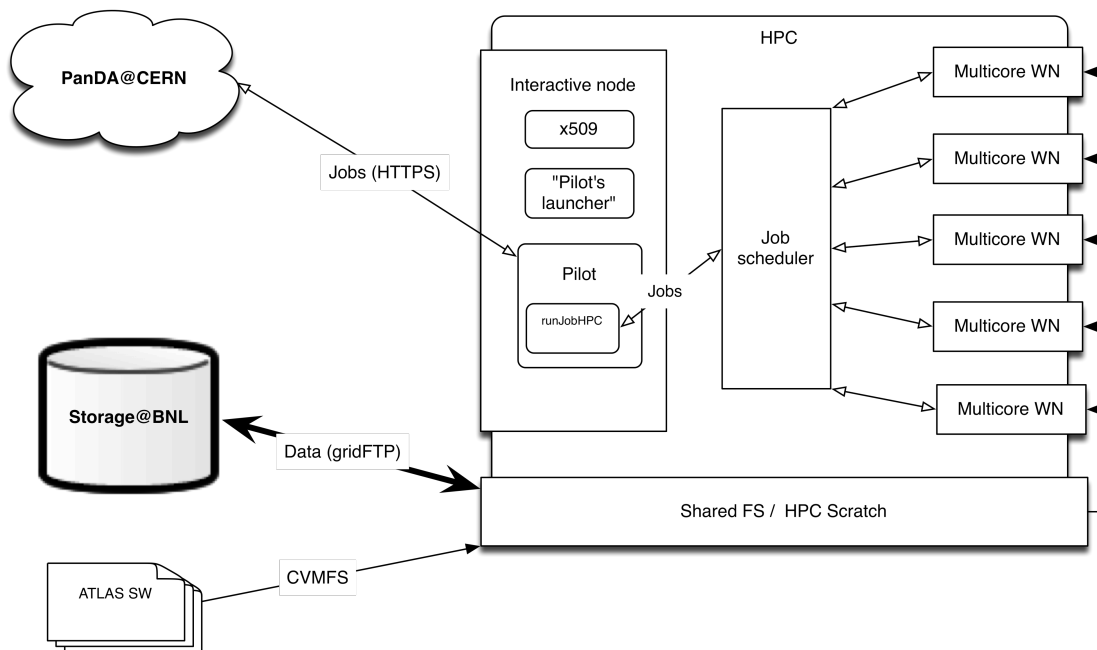 HPC
PanDA@CERN
Interactive node
x509
"Pilot's
launcher"
Jobs (HTTPS)
Pilot
runJobHPC
Jobs
Job
scheduler
Multicore WN
Multicore WN
Multicore WN
Multicore WN
Multicore WN
Storage@BNL
Data (gridFTP)
Shared FS / HPC Scratch
CVMFS
ATLAS SW